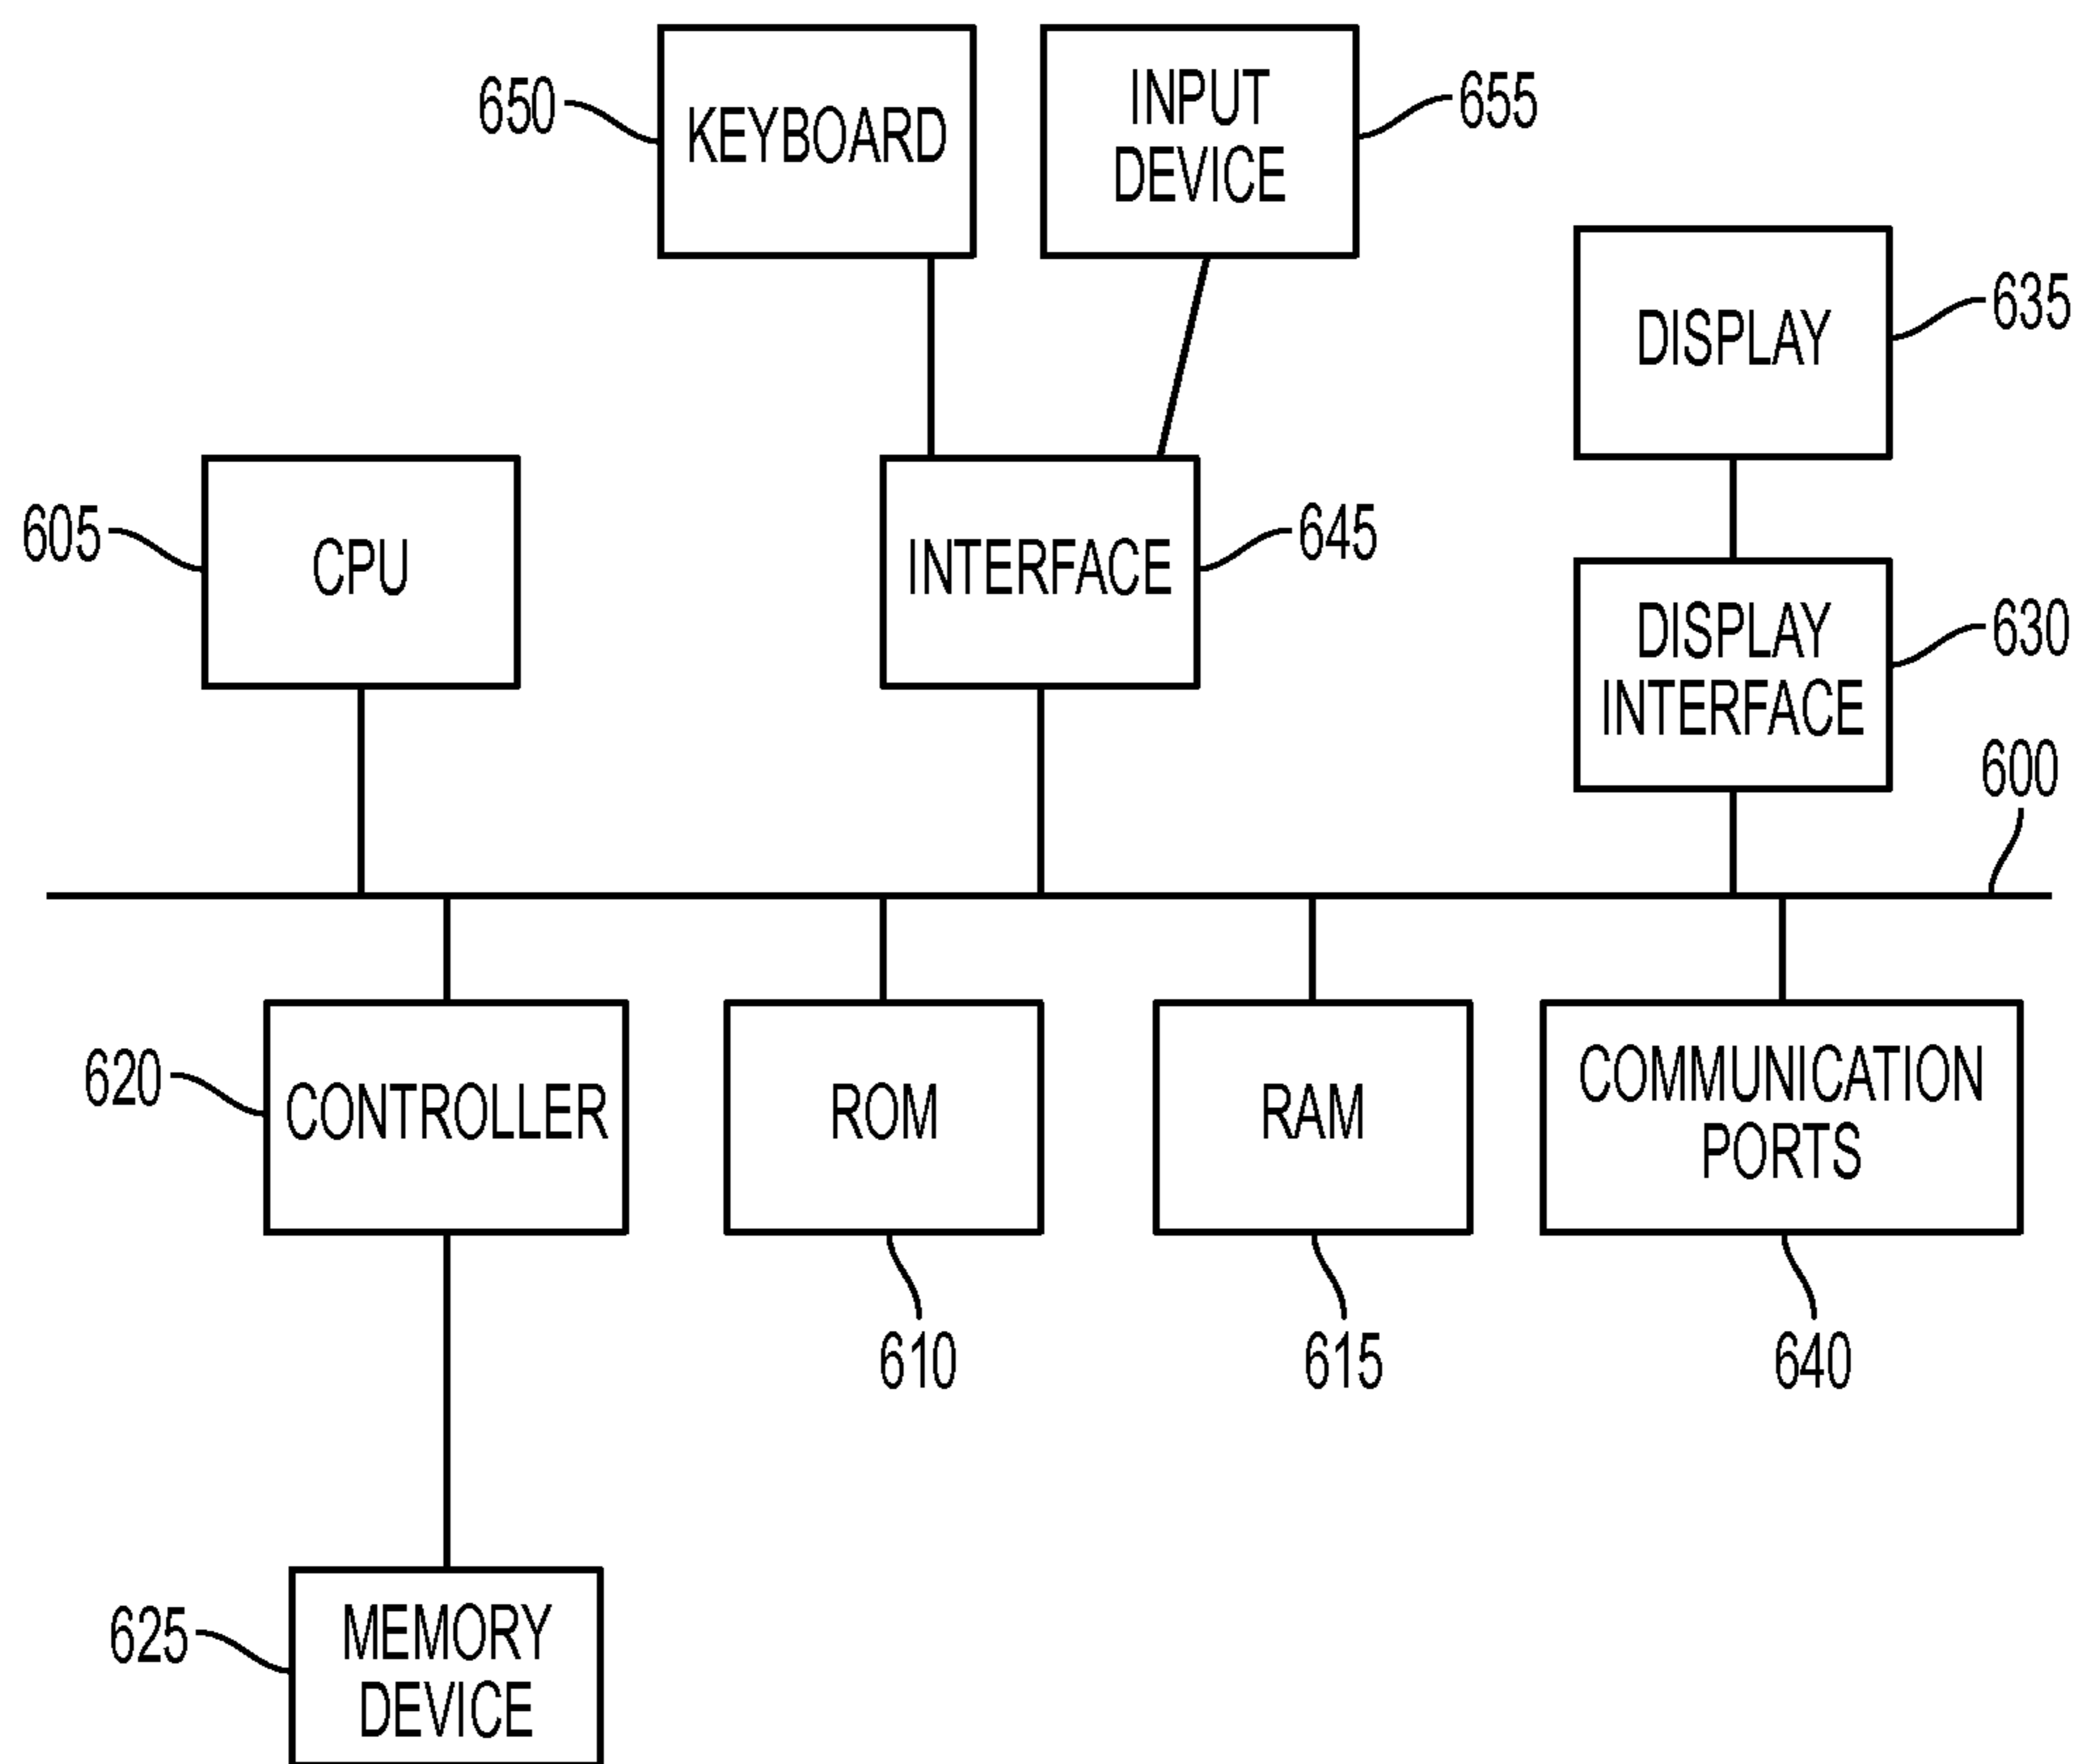 650
KEYBOARD
INPUT
DEVICE
655
DISPLAY
635
605
CPU
INTERFACE
645
DISPLAY
INTERFACE
630
600
620
CONTROLLER
ROM
RAM
COMMUNICATION
PORTS
610
615
640
625
MEMORY
DEVICE